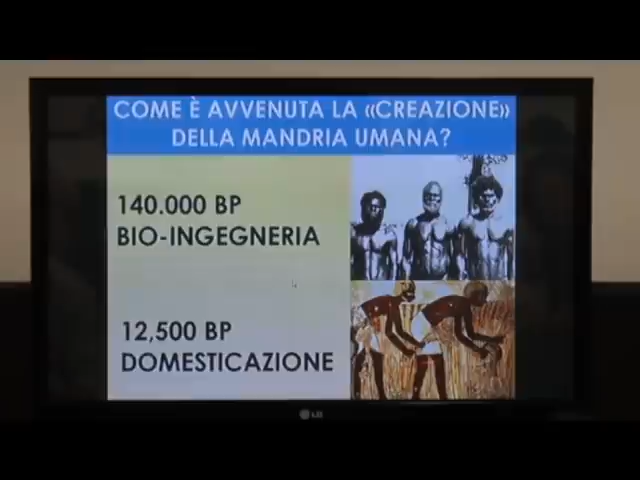 COME È AVVENUTA LA «CREAZIONE»
DELLA MANDRIA UMANA?
140.000 BP
BIO-INGEGNERIA
12,500 BP
DOMESTICAZIONE
LG